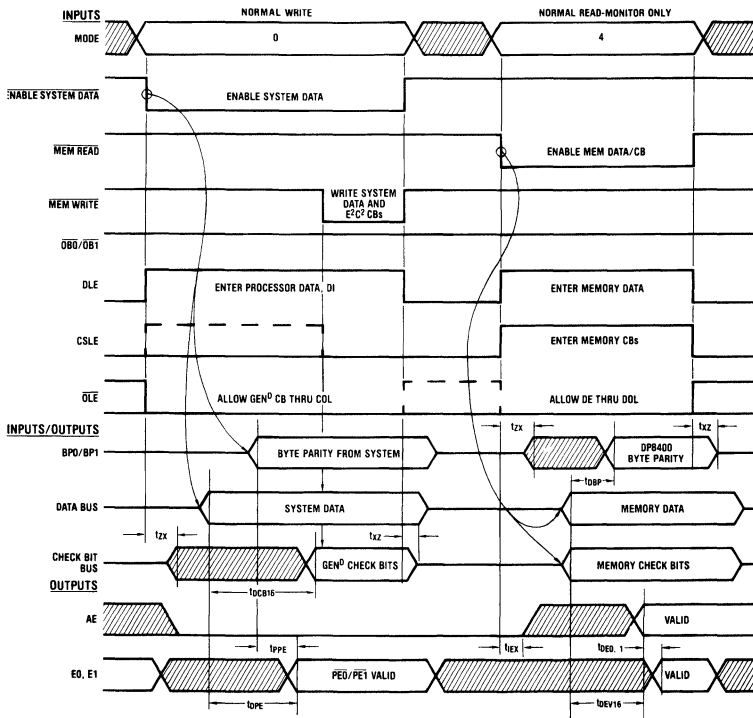 INPUTS
NORMAL WRITE
NORMAL READ-MONITOR ONLY
MODE
0
4
ENABLE SYSTEM DATA
ENABLE SYSTEM DATA
MEM READ
ENABLE MEM DATA/CB
MEM WRITE
WRITE SYSTEM
DATA AND
E²C² CBs
OB0/OB1
DLE
ENTER PROCESSOR DATA, DI
ENTER MEMORY DATA
CSLE
ENTER MEMORY CBs
OLE
ALLOW GENᴰ CB THRU COL
ALLOW DE THRU DOL
INPUTS/OUTPUTS
tZX
tXZ
BP0/BP1
BYTE PARITY FROM SYSTEM
DP8400
BYTE PARITY
tDBP
DATA BUS
SYSTEM DATA
MEMORY DATA
tZX
tXZ
CHECK BIT
BUS
GENᴰ CHECK BITS
MEMORY CHECK BITS
OUTPUTS
tDCB16
AE
VALID
tPPE
tIEX
tDE0, 1
E0, E1
PE0/PE1 VALID
VALID
tDPE
tDEV16